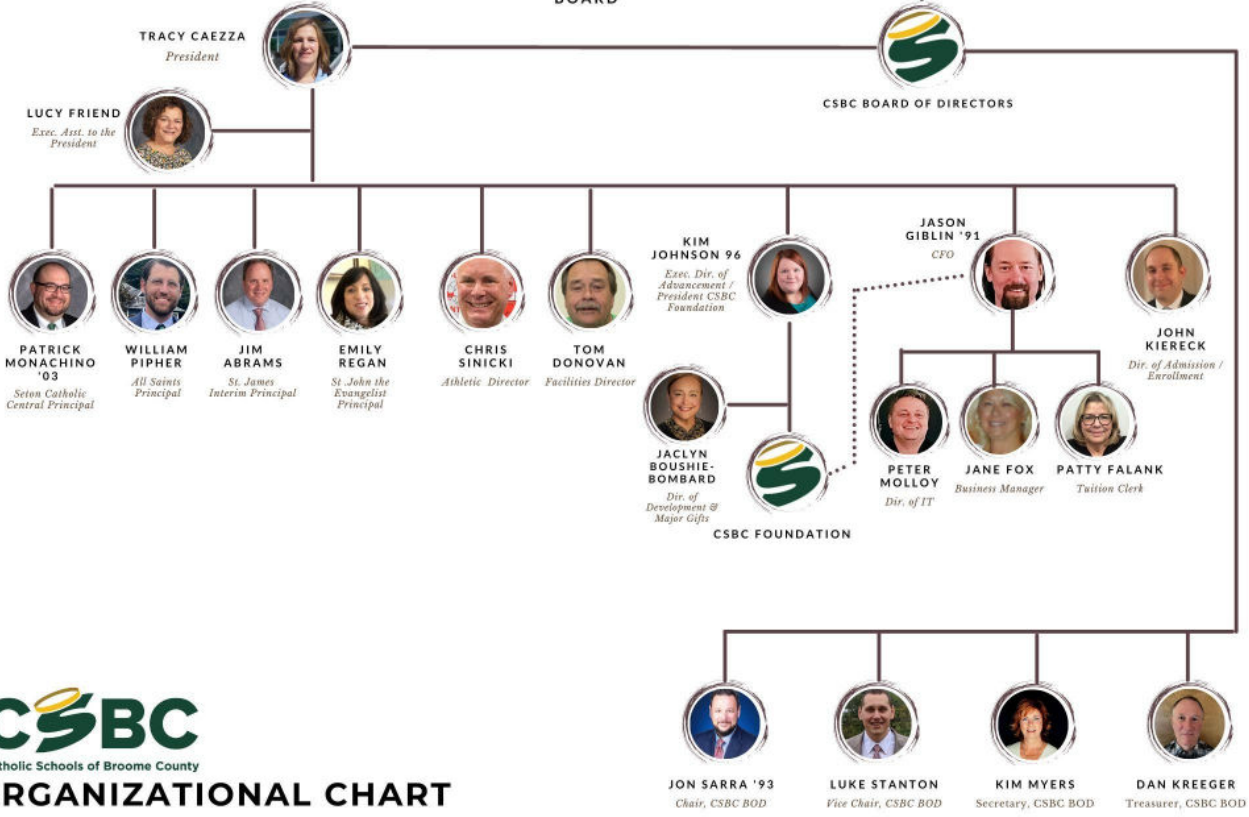 BOARD
TRACY CAEZZA
President
CSBC BOARD OF DIRECTORS
LUCY FRIEND
Exec. Asst. to the
President
PATRICK
MONACHINO
'03
Seton Catholic
Central Principal
WILLIAM
PIPHER
All Saints
Principal
JIM
ABRAMS
St. James
Interim Principal
EMILY
REGAN
St .John the
Evangelist
Principal
CHRIS
SINICKI
Athletic Director
TOM
DONOVAN
Facilities Director
KIM
JOHNSON 96
Exec. Dir. of
Advancement /
President CSBC
Foundation
JASON
GIBLIN '91
CFO
JOHN
KIERECK
Dir. of Admission /
Enrollment
JACLYN
BOUSHIE-
BOMBARD
Dir. of
Development &
Major Gifts
CSBC FOUNDATION
PETER
MOLLOY
Dir. of IT
JANE FOX
Business Manager
PATTY FALANK
Tuition Clerk
JON SARRA '93
Chair, CSBC BOD
LUKE STANTON
Vice Chair, CSBC BOD
KIM MYERS
Secretary, CSBC BOD
DAN KREEGER
Treasurer, CSBC BOD
CSBC
tholic Schools of Broome County
RGANIZATIONAL CHART